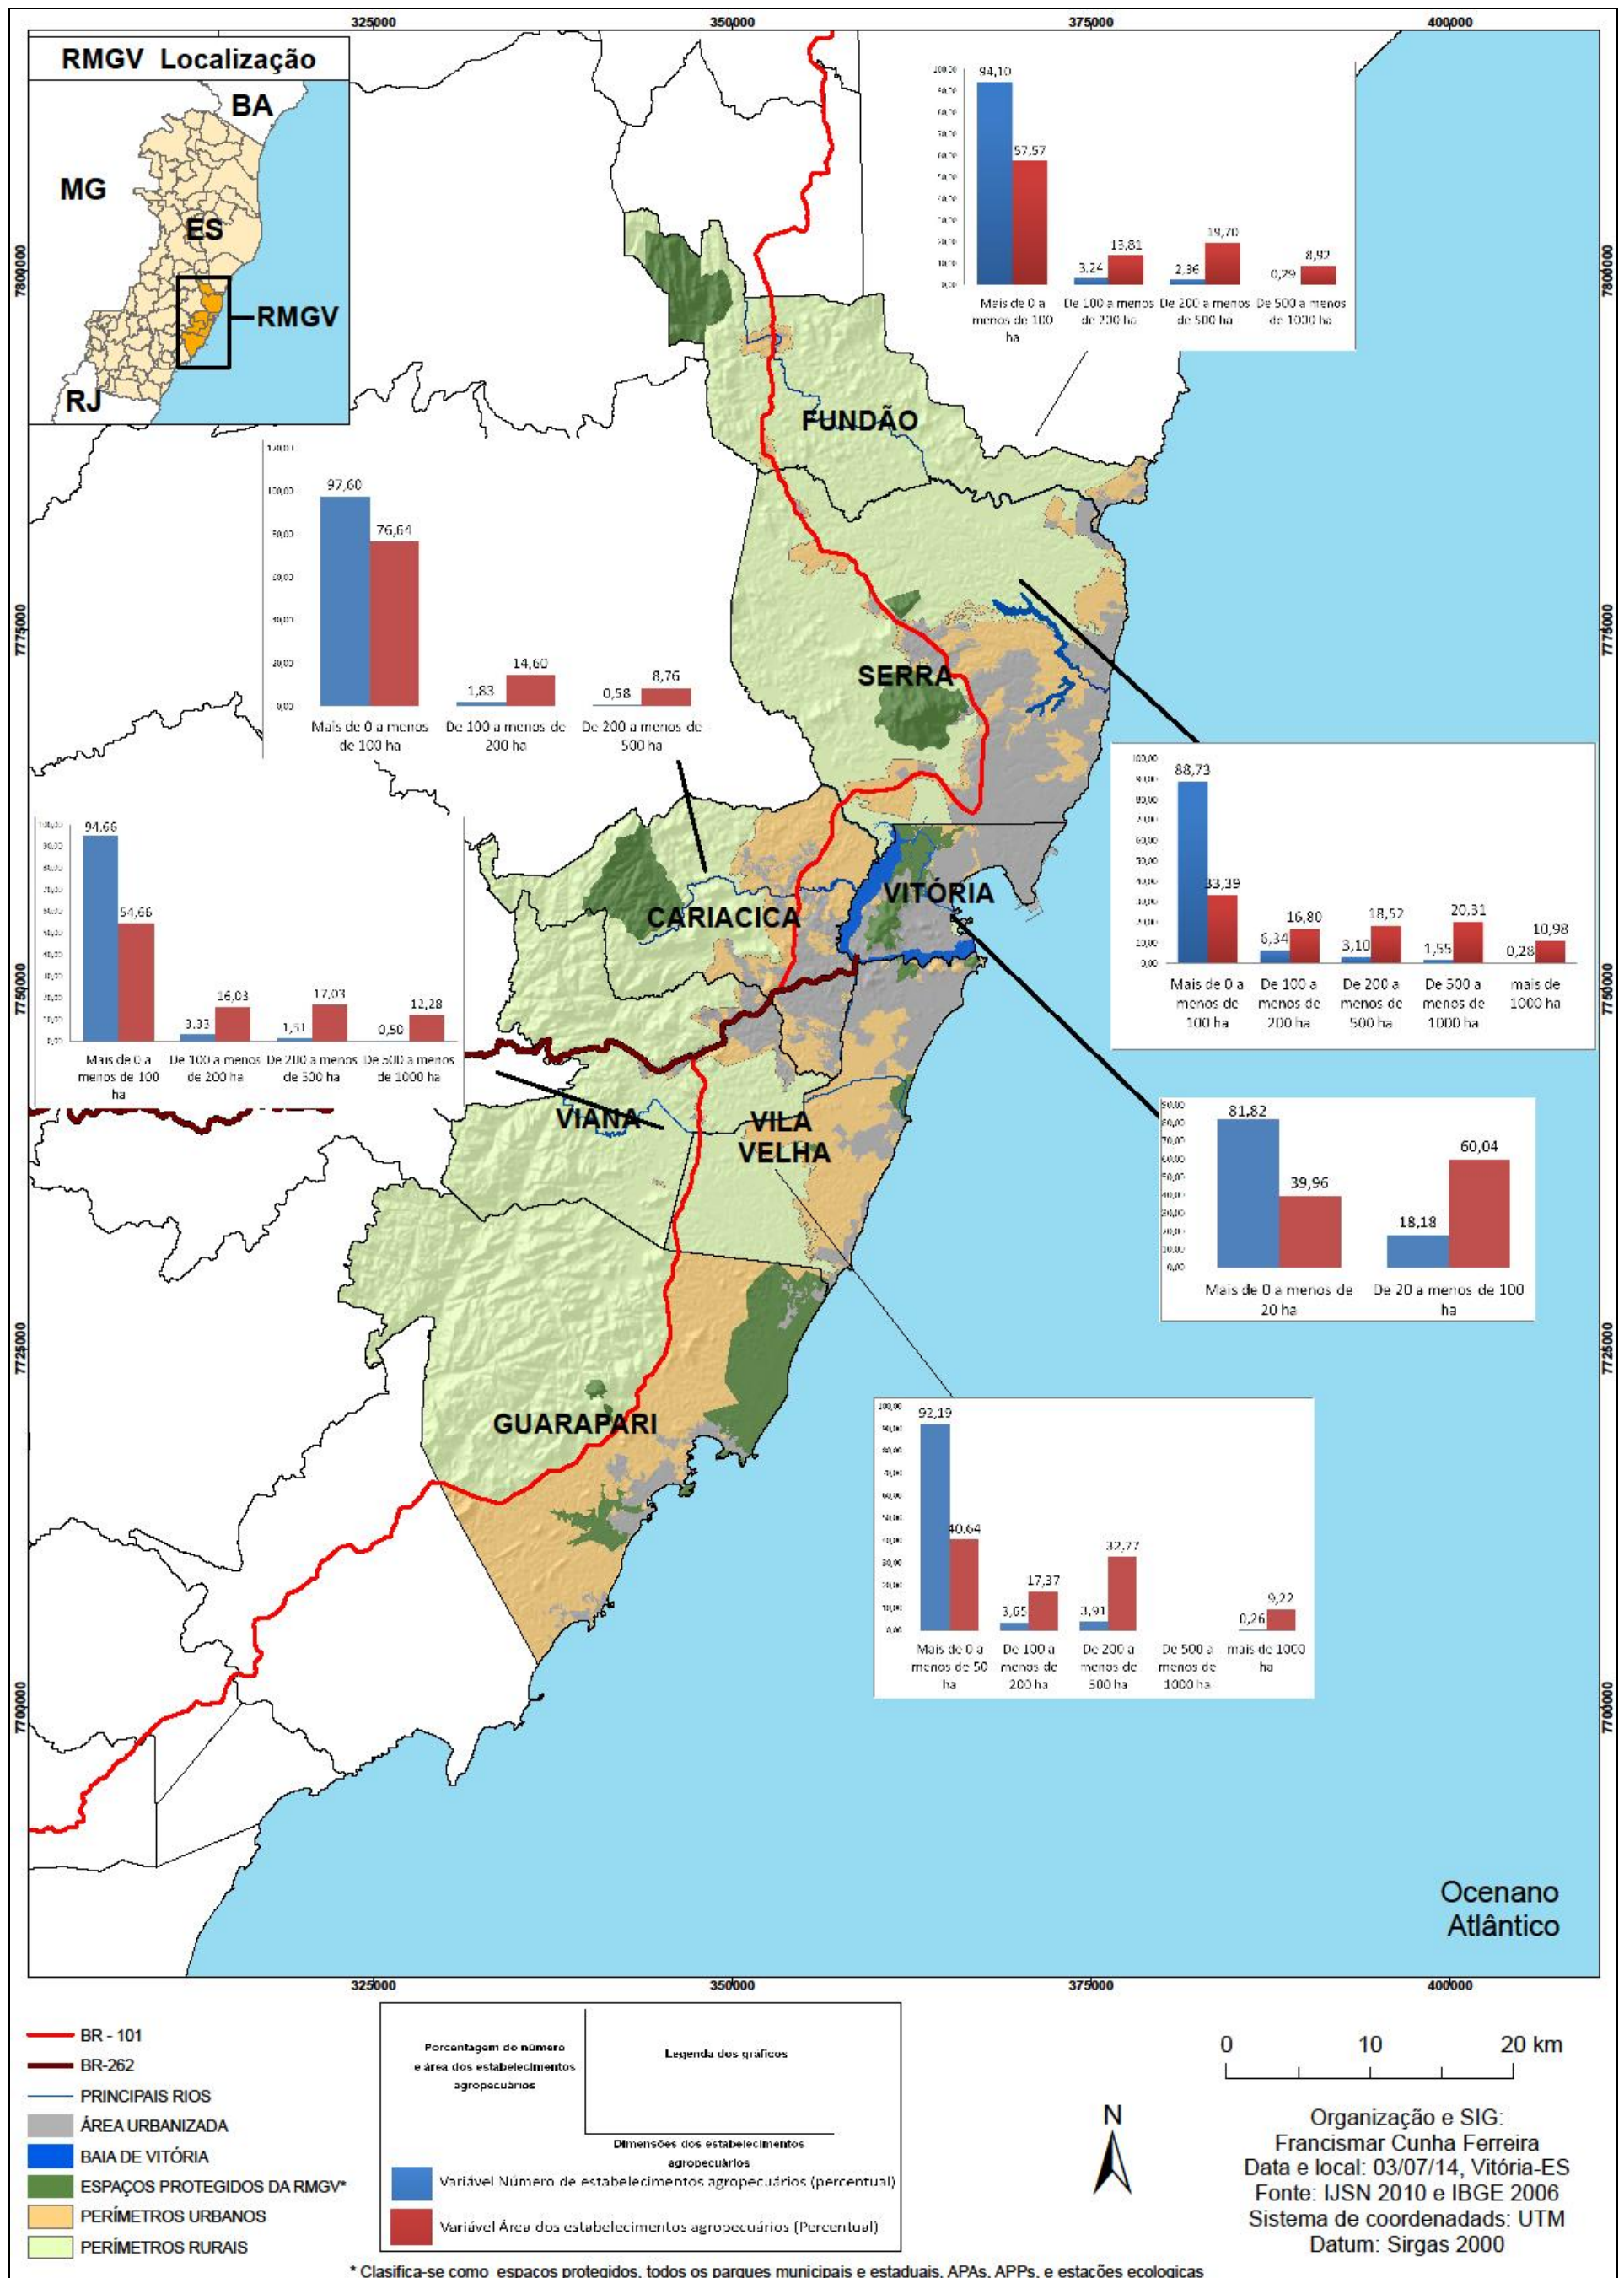 325000 350000 375000 400000
RMGV Localização
BA
MG
ES
RMGV
RJ
7800000
7775000
7750000
7725000
7700000
7800000
7775000
7750000
7725000
7700000
94,10
57,57
3,24
13,81
2,36
19,70
0,29
8,92
Mais de 0 a menos de 100 ha
De 100 a menos de 200 ha
De 200 a menos de 500 ha
De 500 a menos de 1000 ha
FUNDÃO
97,60
76,64
1,83
14,60
0,58
8,76
Mais de 0 a menos de 100 ha
De 100 a menos de 200 ha
De 200 a menos de 500 ha
SERRA
88,73
33,39
6,34
16,80
3,10
18,52
1,55
20,31
0,28
10,98
Mais de 0 a menos de 100 ha
De 100 a menos de 200 ha
De 200 a menos de 500 ha
De 500 a menos de 1000 ha
mais de 1000 ha
94,66
54,66
3,33
16,03
1,51
17,03
0,50
12,28
Mais de 0 a menos de 100 ha
De 100 a menos de 200 ha
De 200 a menos de 500 ha
De 500 a menos de 1000 ha
VITÓRIA
CARIACICA
VIANA
VILA
VELHA
81,82
39,96
18,18
60,04
Mais de 0 a menos de 20 ha
De 20 a menos de 100 ha
GUARAPARI
92,19
40,64
3,65
17,37
3,91
32,77
0,26
9,22
Mais de 0 a menos de 50 ha
De 100 a menos de 200 ha
De 200 a menos de 500 ha
De 500 a menos de 1000 ha
mais de 1000 ha
Ocenano
Atlântico
325000 350000 375000 400000
BR - 101
BR-262
PRINCIPAIS RIOS
ÁREA URBANIZADA
BAIA DE VITÓRIA
ESPAÇOS PROTEGIDOS DA RMGV*
PERÍMETROS URBANOS
PERÍMETROS RURAIS
Porcentagem do número
e área dos estabelecimentos
agropecuários
Legenda dos gráficos
Dimensões dos estabelecimentos
agropecuários
Variável Número de estabelecimentos agropecuários (percentual)
Variável Área dos estabelecimentos agropecuários (Percentual)
N
0 10 20 km
Organização e SIG:
Francismar Cunha Ferreira
Data e local: 03/07/14, Vitória-ES
Fonte: IJSN 2010 e IBGE 2006
Sistema de coordenadads: UTM
Datum: Sirgas 2000
* Clasifica-se como espaços protegidos, todos os parques municipais e estaduais, APAs, APPs, e estações ecologicas